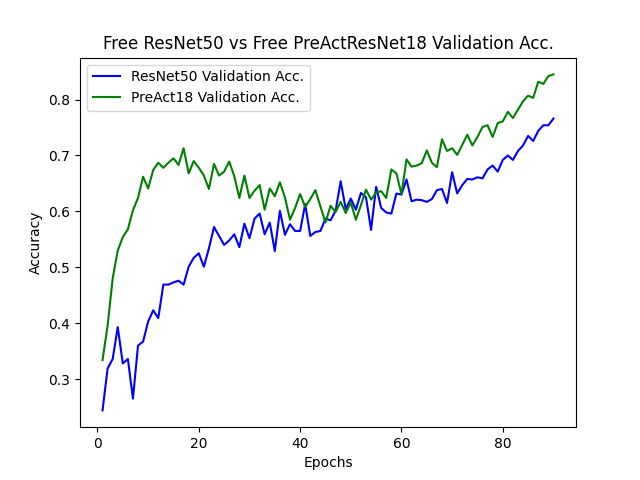 Free ResNet50 vs Free PreActResNet18 Validation Acc.
ResNet50 Validation Acc.
PreAct18 Validation Acc.
Accuracy
0.8
0.7
0.6
0.5
0.4
0.3
0 20 40 60 80
Epochs